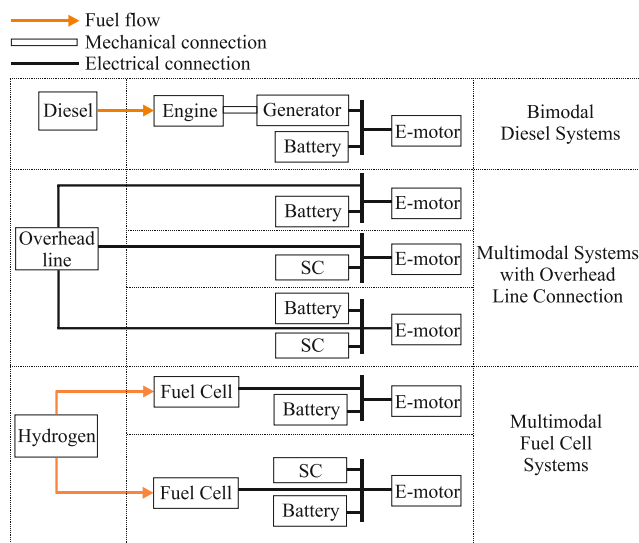 Fuel flow
Mechanical connection
Electrical connection
Diesel
Engine
Generator
Battery
E-motor
Bimodal
Diesel Systems
Overhead
line
Battery
E-motor
SC
E-motor
Battery
SC
E-motor
Multimodal Systems
with Overhead
Line Connection
Hydrogen
Fuel Cell
Battery
E-motor
Fuel Cell
SC
Battery
E-motor
Multimodal
Fuel Cell
Systems